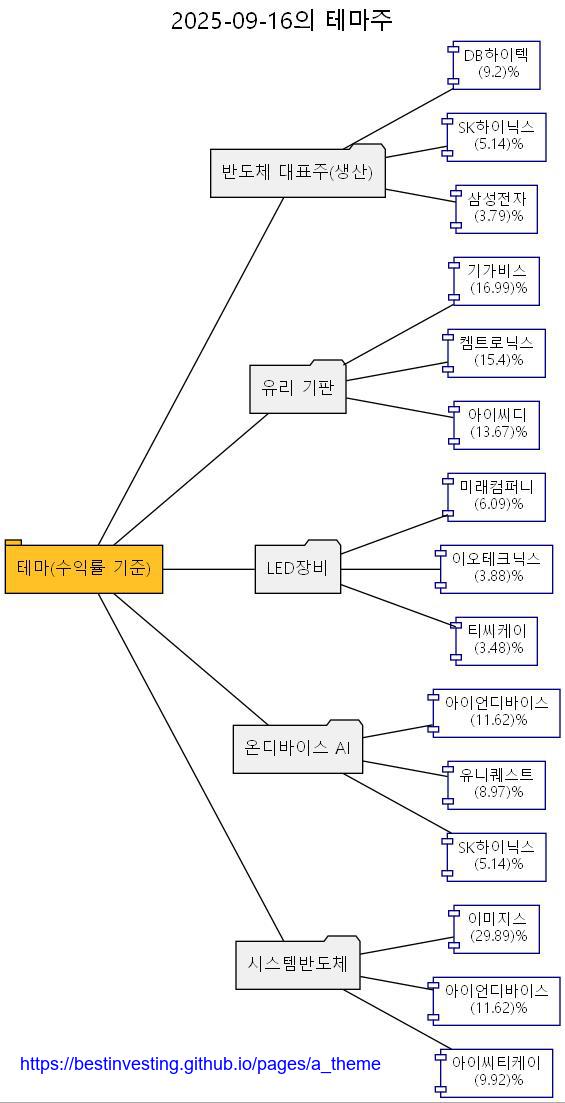 2025-09-16의 테마주
DB하이텍
(9.2)%
SK하이닉스
(5.14)%
반도체 대표주(생산)
삼성전자
(3.79)%
기가비스
(16.99)%
켐트로닉스
(15.4)%
유리 기판
아이씨디
(13.67)%
미래컴퍼니
(6.09)%
테마(수익률 기준)
LED장비
이오테크닉스
(3.88)%
티씨케이
(3.48)%
아이언디바이스
(11.62)%
온디바이스 AI
유니퀘스트
(8.97)%
SK하이닉스
(5.14)%
이미지스
(29.89)%
시스템반도체
아이언디바이스
(11.62)%
아이씨티케이
(9.92)%
https://bestinvesting.github.io/pages/a_theme